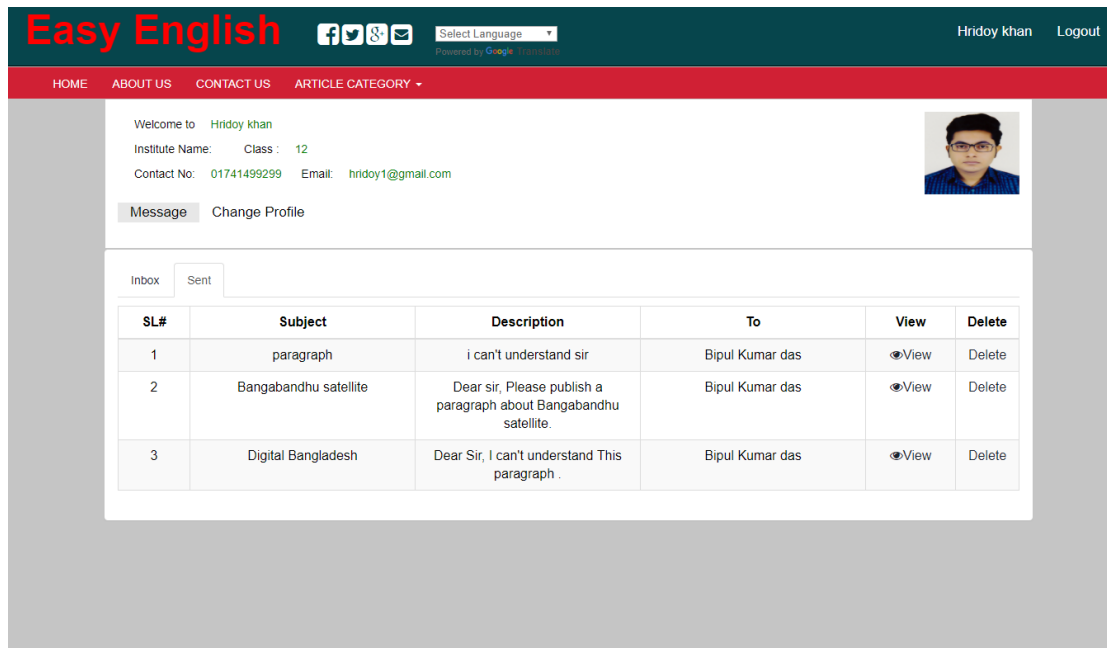 Easy English Select Language Hridoy khan Logout
Powered by Google Translate
HOME ABOUT US CONTACT US ARTICLE CATEGORY
Welcome to Hridoy khan
Institute Name: Class : 12
Contact No: 01741499299 Email: hridoy1@gmail.com
Message Change Profile
Inbox Sent
SL# Subject Description To View Delete
1 paragraph i can't understand sir Bipul Kumar das View Delete
2 Bangabandhu satellite Dear sir, Please publish a Bipul Kumar das View Delete
paragraph about Bangabandhu
satellite.
3 Digital Bangladesh Dear Sir, I can't understand This Bipul Kumar das View Delete
paragraph .